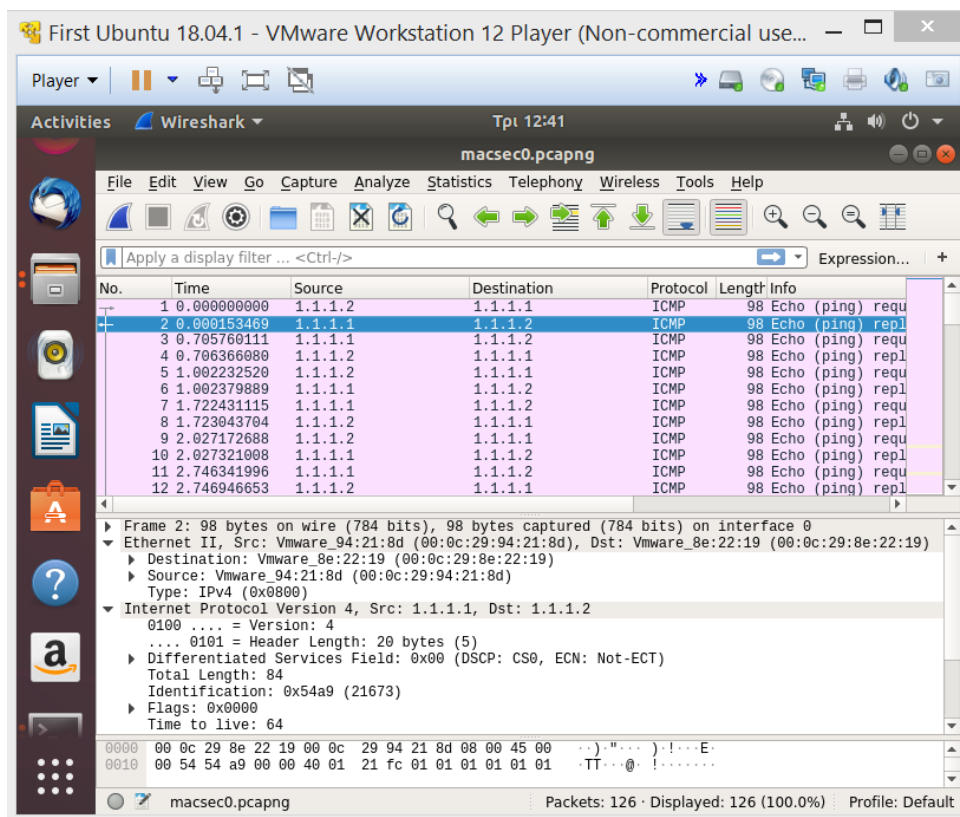 First Ubuntu 18.04.1 - VMware Workstation 12 Player (Non-commercial use...
Player
Activities Wireshark Τρι 12:41
macsec0.pcapng
File Edit View Go Capture Analyze Statistics Telephony Wireless Tools Help
Apply a display filter ... <Ctrl-/> Expression... +
No. Time Source Destination Protocol Length Info
1 0.000000000 1.1.1.2 1.1.1.1 ICMP 98 Echo (ping) requ
2 0.000153469 1.1.1.1 1.1.1.2 ICMP 98 Echo (ping) repl
3 0.705760111 1.1.1.1 1.1.1.2 ICMP 98 Echo (ping) requ
4 0.706366080 1.1.1.2 1.1.1.1 ICMP 98 Echo (ping) repl
5 1.002232520 1.1.1.2 1.1.1.1 ICMP 98 Echo (ping) requ
6 1.002379889 1.1.1.1 1.1.1.2 ICMP 98 Echo (ping) repl
7 1.722431115 1.1.1.1 1.1.1.2 ICMP 98 Echo (ping) requ
8 1.723043704 1.1.1.2 1.1.1.1 ICMP 98 Echo (ping) repl
9 2.027172688 1.1.1.2 1.1.1.1 ICMP 98 Echo (ping) requ
10 2.027321008 1.1.1.1 1.1.1.2 ICMP 98 Echo (ping) repl
11 2.746341996 1.1.1.1 1.1.1.2 ICMP 98 Echo (ping) requ
12 2.746946653 1.1.1.2 1.1.1.1 ICMP 98 Echo (ping) repl
Frame 2: 98 bytes on wire (784 bits), 98 bytes captured (784 bits) on interface 0
Ethernet II, Src: Vmware_94:21:8d (00:0c:29:94:21:8d), Dst: Vmware_8e:22:19 (00:0c:29:8e:22:19)
Destination: Vmware_8e:22:19 (00:0c:29:8e:22:19)
Source: Vmware_94:21:8d (00:0c:29:94:21:8d)
Type: IPv4 (0x0800)
Internet Protocol Version 4, Src: 1.1.1.1, Dst: 1.1.1.2
0100 .... = Version: 4
.... 0101 = Header Length: 20 bytes (5)
Differentiated Services Field: 0x00 (DSCP: CS0, ECN: Not-ECT)
Total Length: 84
Identification: 0x54a9 (21673)
Flags: 0x0000
Time to live: 64
0000 00 0c 29 8e 22 19 00 0c 29 94 21 8d 08 00 45 00 ··)·"··· )·!···E·
0010 00 54 54 a9 00 00 40 01 21 fc 01 01 01 01 01 01 ·TT···@· !·······
macsec0.pcapng Packets: 126 · Displayed: 126 (100.0%) Profile: Default